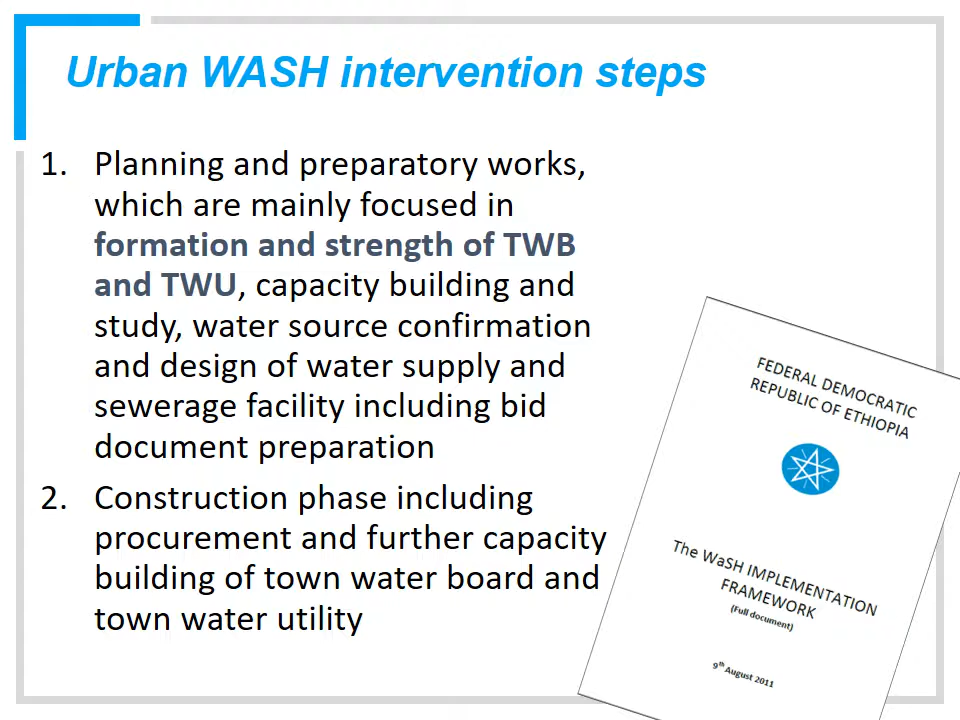 Urban WASH intervention steps
1. Planning and preparatory works,
which are mainly focused in
formation and strength of TWB
and TWU, capacity building and
study, water source confirmation
and design of water supply and
sewerage facility including bid
document preparation
2. Construction phase including
procurement and further capacity
building of town water board and
town water utility
FEDERAL DEMOCRATIC
REPUBLIC OF ETHIOPIA
The WaSH IMPLEMENTATION
FRAMEWORK
(Full document)
9th August 2011